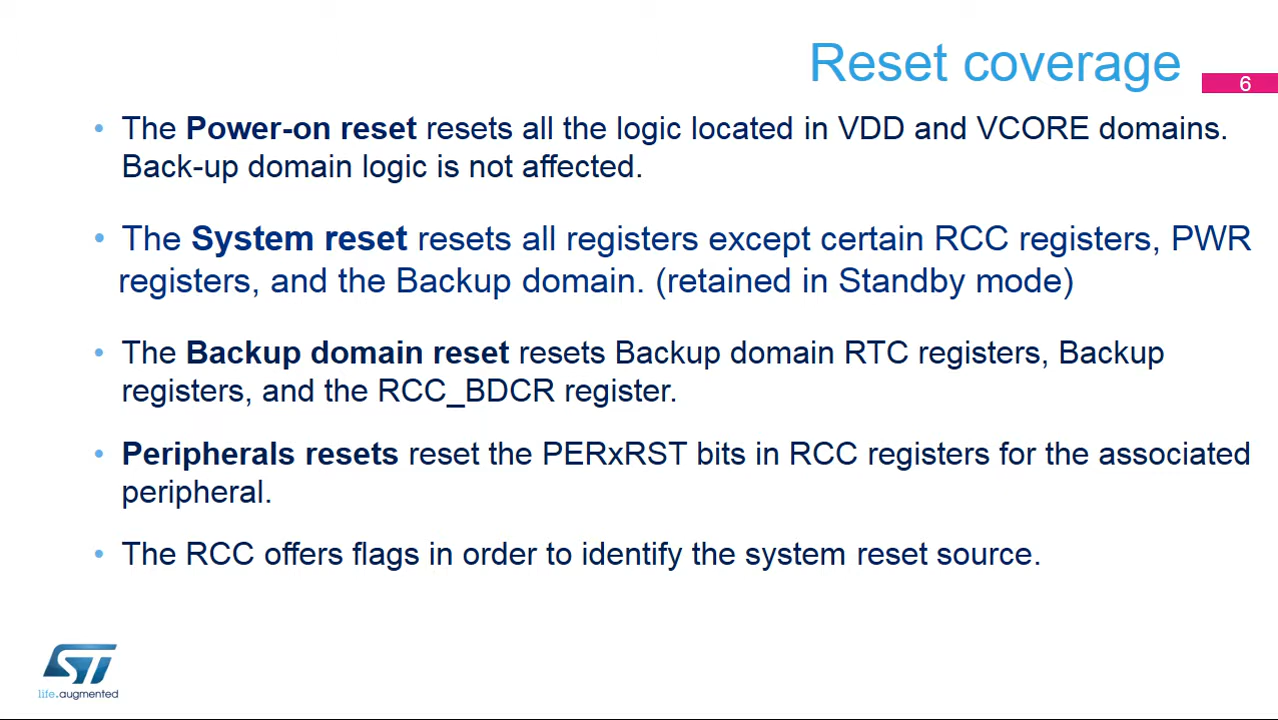 Reset coverage
6
• The Power-on reset resets all the logic located in VDD and VCORE domains.
Back-up domain logic is not affected.
• The System reset resets all registers except certain RCC registers, PWR
registers, and the Backup domain. (retained in Standby mode)
• The Backup domain reset resets Backup domain RTC registers, Backup
registers, and the RCC_BDCR register.
• Peripherals resets reset the PERxRST bits in RCC registers for the associated
peripheral.
• The RCC offers flags in order to identify the system reset source.
ST
life.augmented